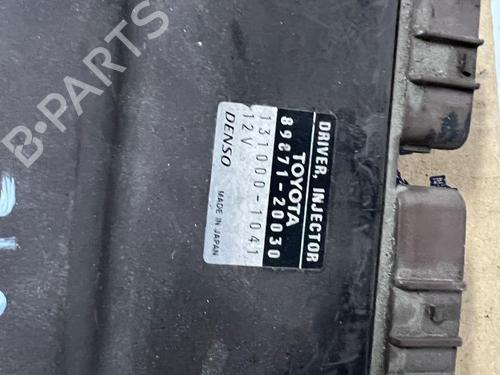 DRIVER, INJECTOR
TOYOTA
89871-20030
131000-1041
12V
DENSO MADE IN JAPAN
B-PARTS